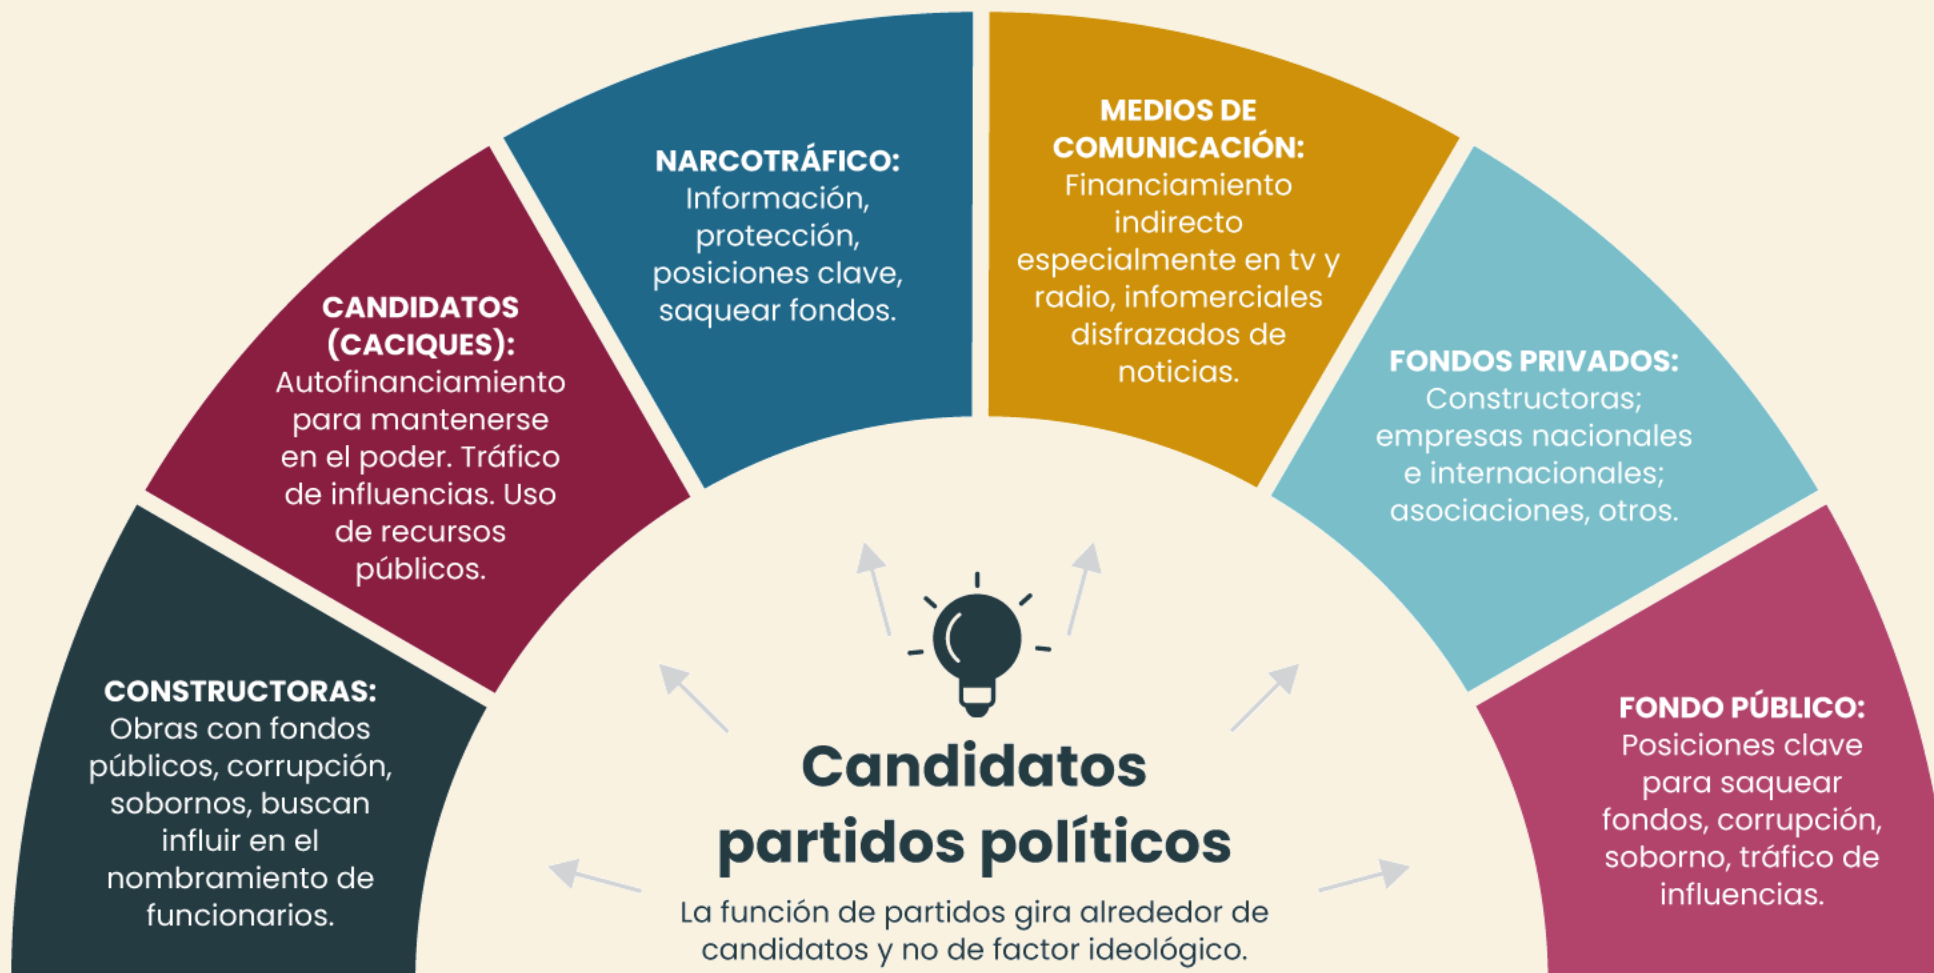 CONSTRUCTORAS:
Obras con fondos
públicos, corrupción,
sobornos, buscan
influir en el
nombramiento de
funcionarios.
CANDIDATOS
(CACIQUES):
Autofinanciamiento
para mantenerse
en el poder. Tráfico
de influencias. Uso
de recursos
públicos.
NARCOTRÁFICO:
Información,
protección,
posiciones clave,
saquear fondos.
MEDIOS DE
COMUNICACIÓN:
Financiamiento
indirecto
especialmente en tv y
radio, infomerciales
disfrazados de
noticias.
FONDOS PRIVADOS:
Constructoras;
empresas nacionales
e internacionales;
asociaciones, otros.
FONDO PÚBLICO:
Posiciones clave
para saquear
fondos, corrupción,
soborno, tráfico de
influencias.
Candidatos
partidos políticos
La función de partidos gira alrededor de
candidatos y no de factor ideológico.